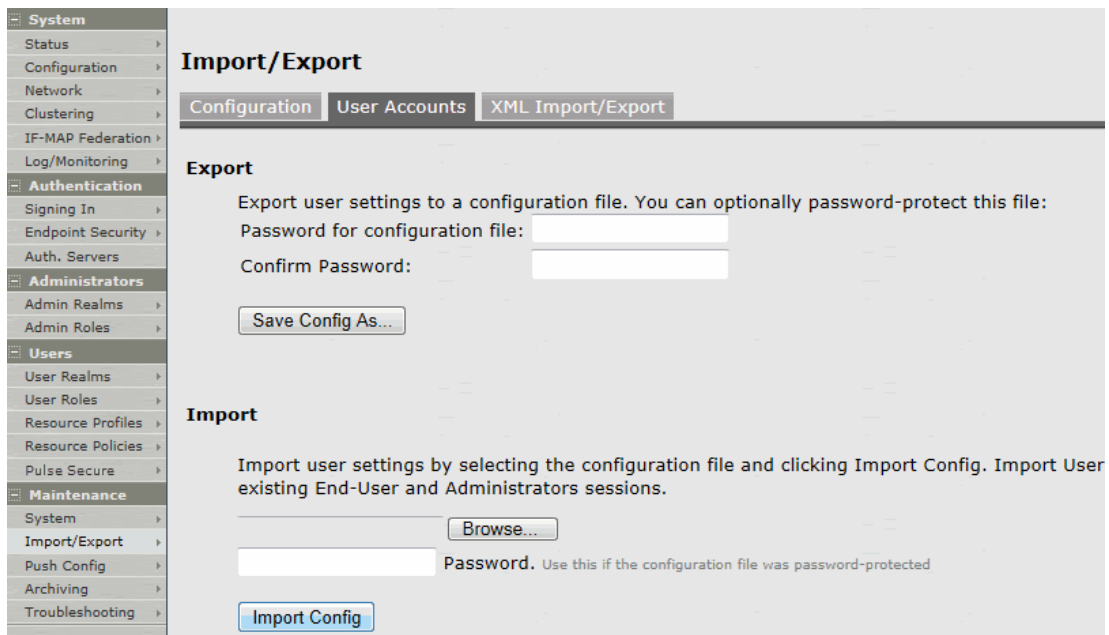 System
Status
Configuration
Network
Clustering
IF-MAP Federation
Log/Monitoring
Authentication
Signing In
Endpoint Security
Auth. Servers
Administrators
Admin Realms
Admin Roles
Users
User Realms
User Roles
Resource Profiles
Resource Policies
Pulse Secure
Maintenance
System
Import/Export
Push Config
Archiving
Troubleshooting
Import/Export
Configuration User Accounts XML Import/Export
Export
Export user settings to a configuration file. You can optionally password-protect this file:
Password for configuration file:
Confirm Password:
Save Config As...
Import
Import user settings by selecting the configuration file and clicking Import Config. Import User
existing End-User and Administrators sessions.
Browse...
Password. Use this if the configuration file was password-protected
Import Config